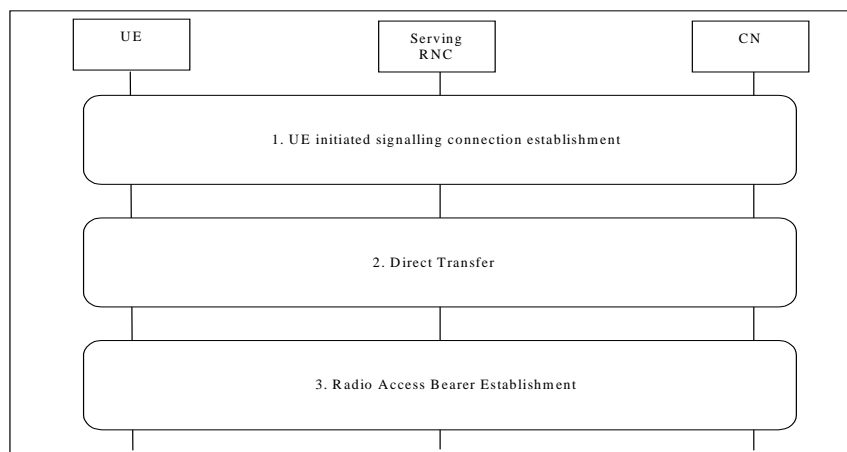 UE
Serving
RNC
CN
1. UE initiated signalling connection establishment
2. Direct Transfer
3. Radio Access Bearer Establishment